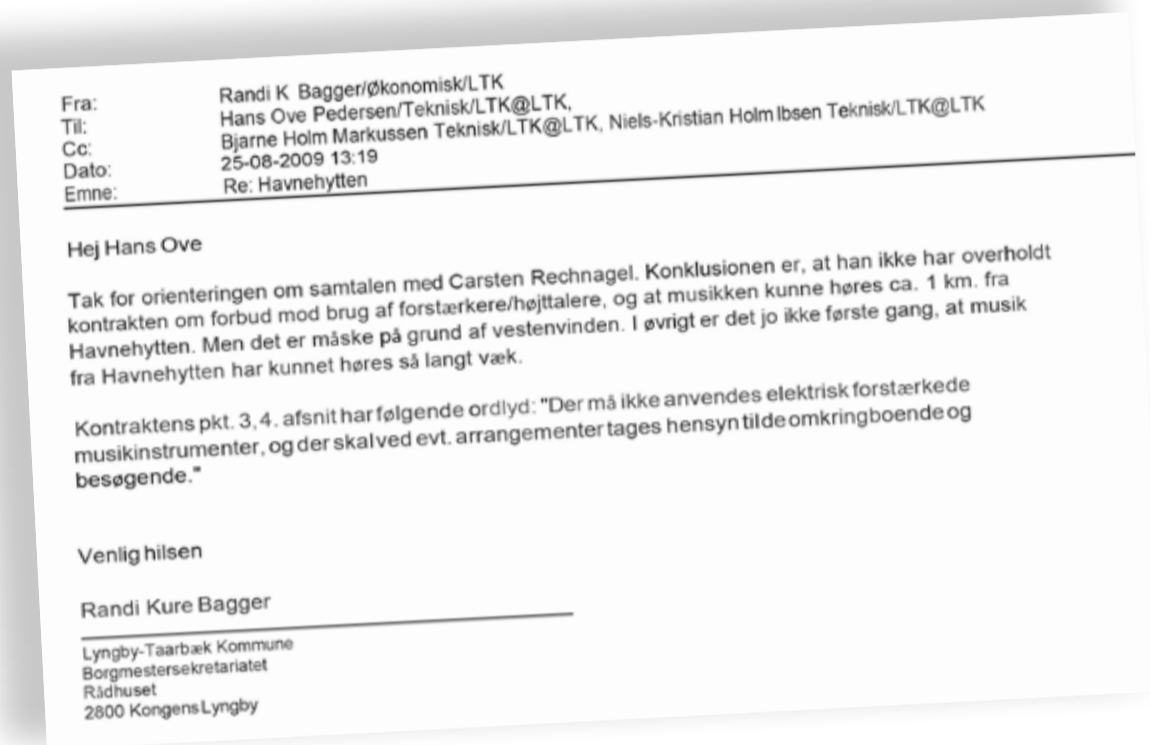 Fra: Randi K Bagger/Økonomisk/LTK
Til: Hans Ove Pedersen/Teknisk/LTK@LTK,
Cc: Bjarne Holm Markussen Teknisk/LTK@LTK, Niels-Kristian Holm Ibsen Teknisk/LTK@LTK
Dato: 25-08-2009 13:19
Emne: Re: Havnehytten
Hej Hans Ove
Tak for orienteringen om samtalen med Carsten Rechnagel. Konklusionen er, at han ikke har overholdt
kontrakten om forbud mod brug af forstærkere/højttalere, og at musikken kunne høres ca. 1 km. fra
Havnehytten. Men det er måske på grund af vestenvinden. I øvrigt er det jo ikke første gang, at musik
fra Havnehytten har kunnet høres så langt væk.
Kontraktens pkt. 3, 4. afsnit har følgende ordlyd: "Der må ikke anvendes elektrisk forstærkede
musikinstrumenter, og der skal ved evt. arrangementer tages hensyn til de omkringboende og
besøgende."
Venlig hilsen
Randi Kure Bagger
Lyngby-Taarbæk Kommune
Borgmestersekretariatet
Rådhuset
2800 Kongens Lyngby